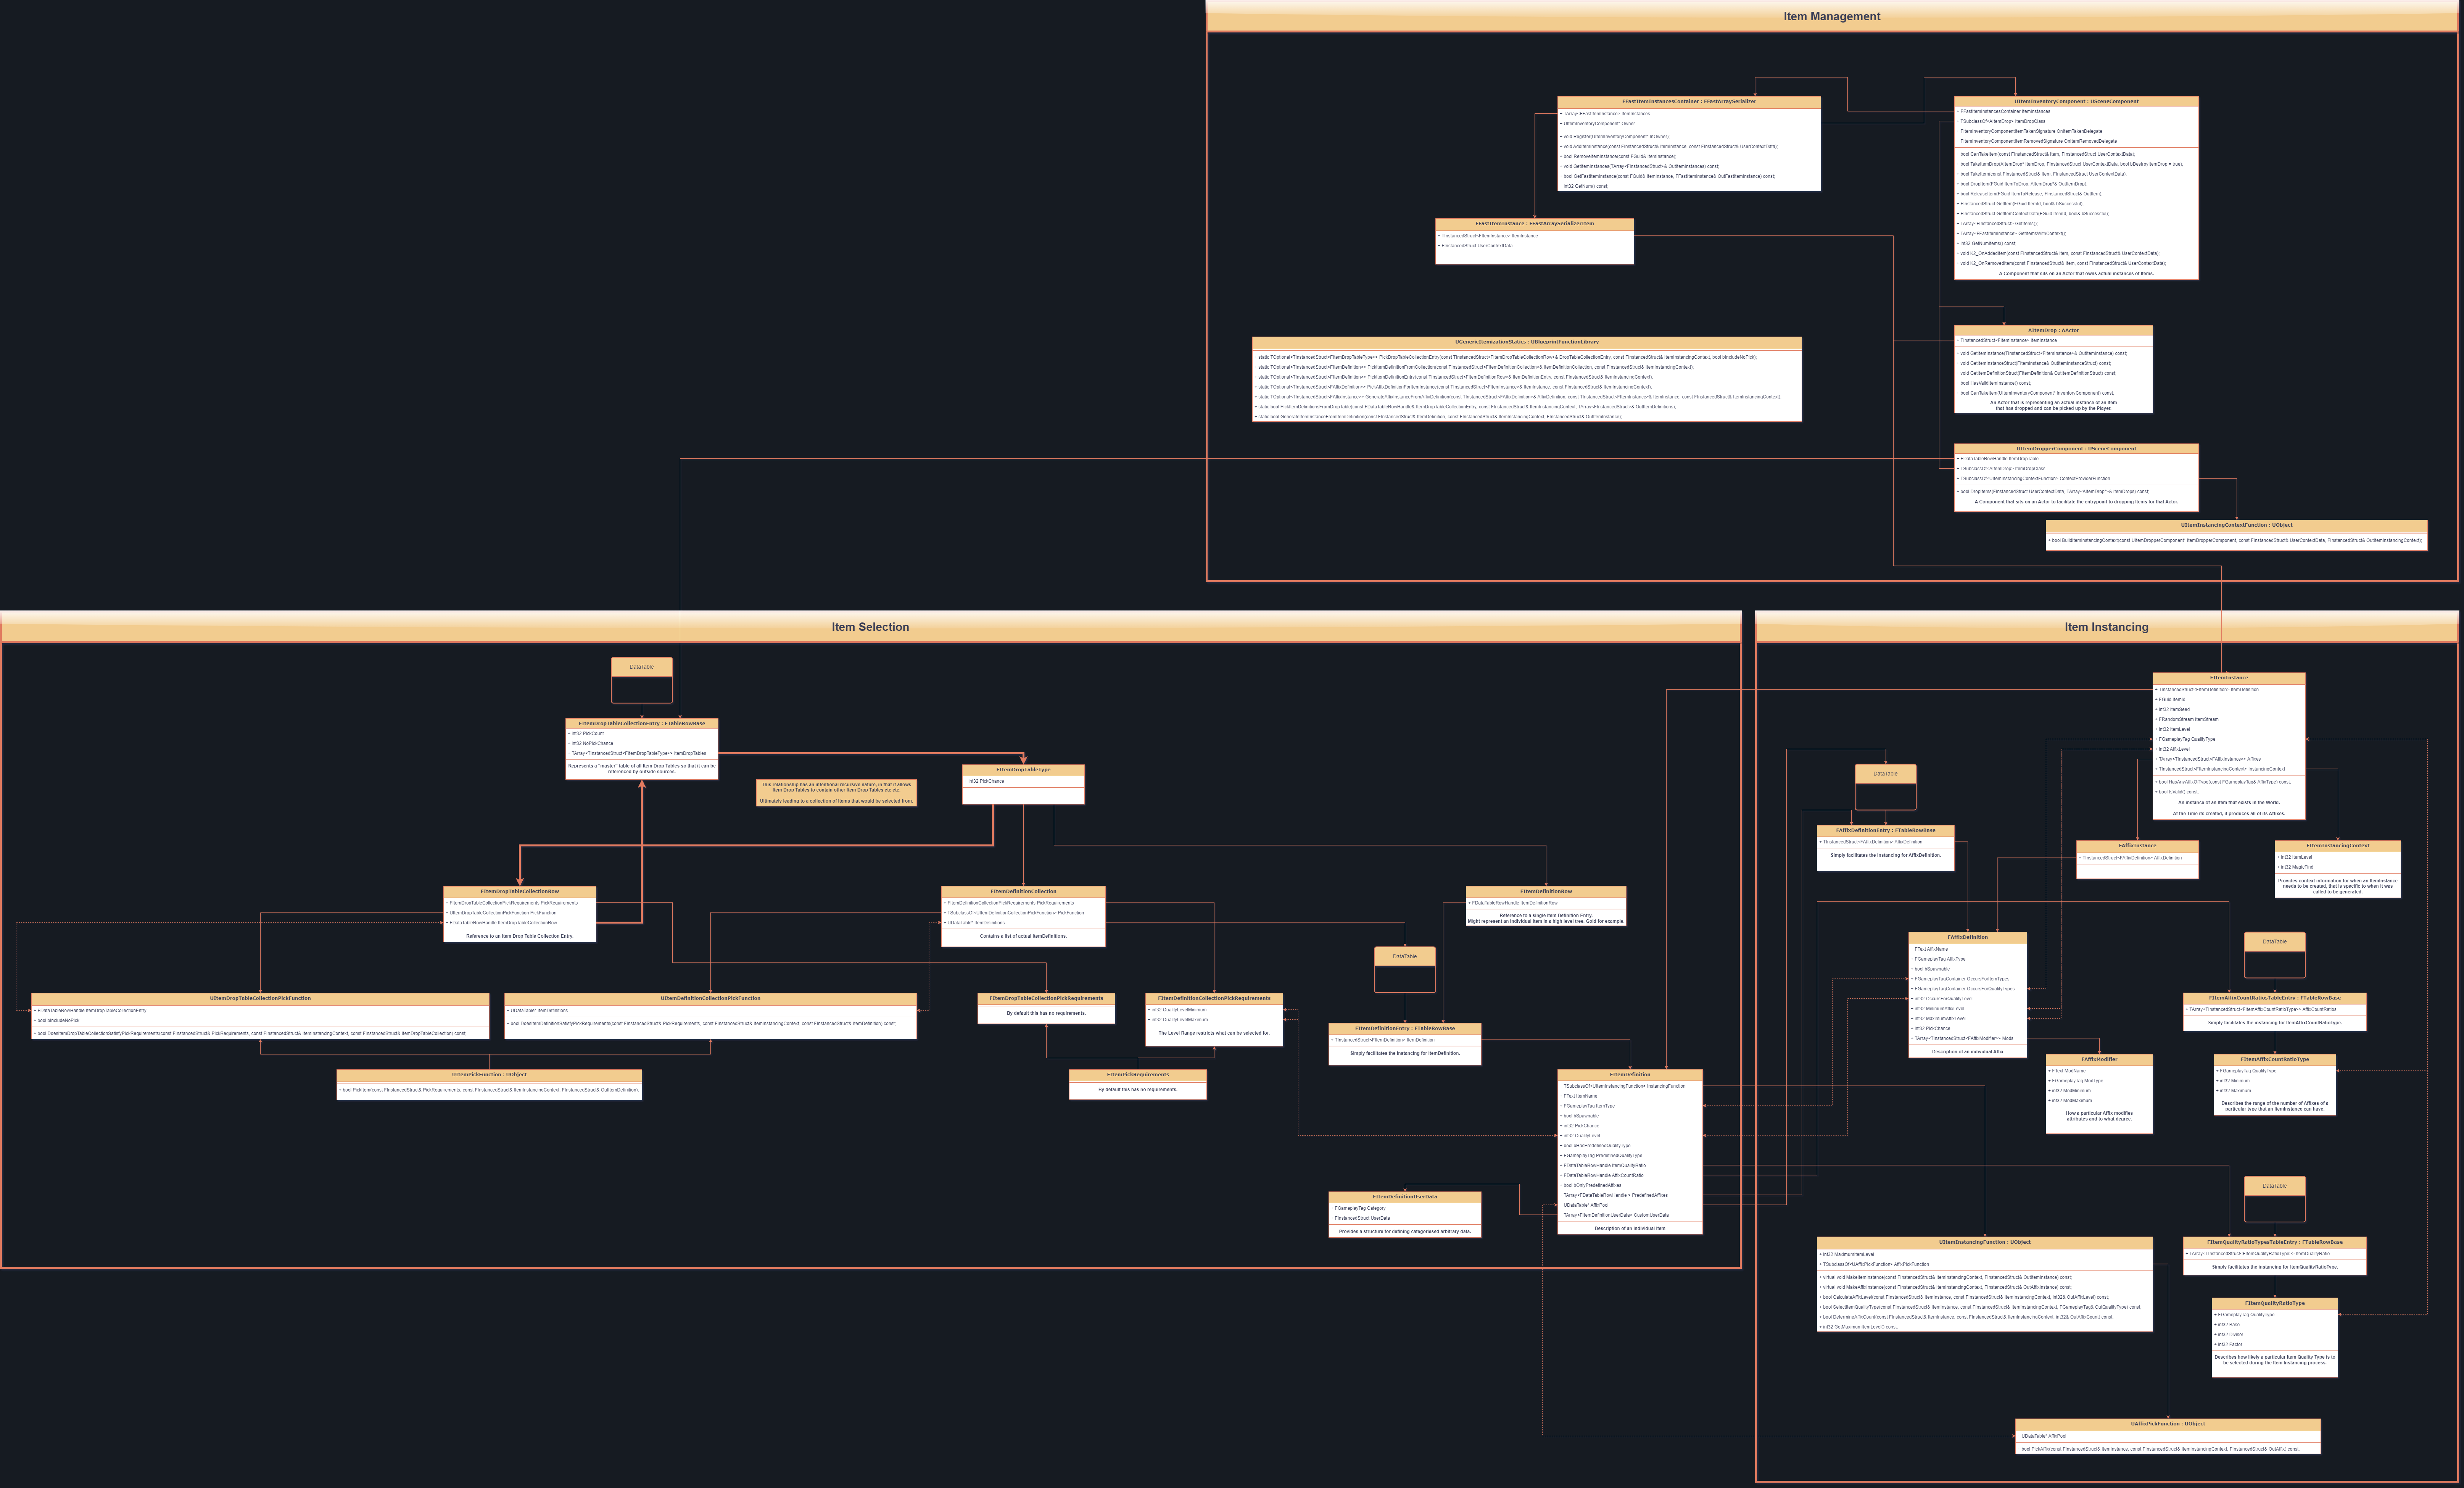 Item Management
FFastItemInstancesContainer : FFastArraySerializer
+ TArray<FFastItemInstance> ItemInstances
+ UItemInventoryComponent* Owner
+ void Register(UItemInventoryComponent* InOwner);
+ void AddItemInstance(const FInstancedStruct& ItemInstance, const FInstancedStruct& UserContextData);
+ bool RemoveItemInstance(const FGuid& ItemInstance);
+ void GetItemInstances(TArray<FInstancedStruct>& OutItemInstances) const;
+ bool GetFastItemInstance(const FGuid& ItemInstance, FFastItemInstance& OutFastItemInstance) const;
+ int32 GetNum() const;
UItemInventoryComponent : USceneComponent
+ FFastItemInstancesContainer ItemInstances
+ TSubclassOf<AItemDrop> ItemDropClass
+ FItemInventoryComponentItemTakenSignature OnItemTakenDelegate
+ FItemInventoryComponentItemRemovedSignature OnItemRemovedDelegate
+ bool CanTakeItem(const FInstancedStruct& Item, FInstancedStruct UserContextData);
+ bool TakeItemDrop(AItemDrop* ItemDrop, FInstancedStruct UserContextData, bool bDestroyItemDrop = true);
+ bool TakeItem(const FInstancedStruct& Item, FInstancedStruct UserContextData);
+ bool DropItem(FGuid ItemToDrop, AItemDrop*& OutItemDrop);
+ bool ReleaseItem(FGuid ItemToRelease, FInstancedStruct& OutItem);
+ FInstancedStruct GetItem(FGuid ItemId, bool& bSuccessful);
+ FInstancedStruct GetItemContextData(FGuid ItemId, bool& bSuccessful);
+ TArray<FInstancedStruct> GetItems();
+ TArray<FFastItemInstance> GetItemsWithContext();
+ int32 GetNumItems() const;
+ void K2_OnAddedItem(const FInstancedStruct& Item, const FInstancedStruct& UserContextData);
+ void K2_OnRemovedItem(const FInstancedStruct& Item, const FInstancedStruct& UserContextData);
A Component that sits on an Actor that owns actual instances of Items.
FFastItemInstance : FFastArraySerializerItem
+ TInstancedStruct<FItemInstance> ItemInstance
+ FInstancedStruct UserContextData
AItemDrop : AActor
+ TInstancedStruct<FItemInstance> ItemInstance
+ void GetItemInstance(TInstancedStruct<FItemInstance>& OutItemInstance) const;
+ void GetItemInstanceStruct(FItemInstance& OutItemInstanceStruct) const;
+ void GetItemDefinitionStruct(FItemDefinition& OutItemDefinitionStruct) const;
+ bool HasValidItemInstance() const;
+ bool CanTakeItem(UItemInventoryComponent* InventoryComponent) const;
An Actor that is representing an actual instance of an Item
that has dropped and can be picked up by the Player.
UGenericItemizationStatics : UBlueprintFunctionLibrary
+ static TOptional<TInstancedStruct<FItemDropTableType>> PickDropTableCollectionEntry(const TInstancedStruct<FItemDropTableCollectionRow>& DropTableCollectionEntry, const FInstancedStruct& ItemInstancingContext, bool bIncludeNoPick);
+ static TOptional<TInstancedStruct<FItemDefinition>> PickItemDefinitionFromCollection(const TInstancedStruct<FItemDefinitionCollection>& ItemDefinitionCollection, const FInstancedStruct& ItemInstancingContext);
+ static TOptional<TInstancedStruct<FItemDefinition>> PickItemDefinitionEntry(const TInstancedStruct<FItemDefinitionRow>& ItemDefinitionEntry, const FInstancedStruct& ItemInstancingContext);
+ static TOptional<TInstancedStruct<FAffixDefinition>> PickAffixDefinitionForItemInstance(const TInstancedStruct<FItemInstance>& ItemInstance, const FInstancedStruct& ItemInstancingContext);
+ static TOptional<TInstancedStruct<FAffixInstance>> GenerateAffixInstanceFromAffixDefinition(const TInstancedStruct<FAffixDefinition>& AffixDefinition, const TInstancedStruct<FItemInstance>& ItemInstance, const FInstancedStruct& ItemInstancingContext);
+ static bool PickItemDefinitionsFromDropTable(const FDataTableRowHandle& ItemDropTableCollectionEntry, const FInstancedStruct& ItemInstancingContext, TArray<FInstancedStruct>& OutItemDefinitions);
+ static bool GenerateItemInstanceFromItemDefinition(const FInstancedStruct& ItemDefinition, const FInstancedStruct& ItemInstancingContext, FInstancedStruct& OutItemInstance);
UItemDropperComponent : USceneComponent
+ FDataTableRowHandle ItemDropTable
+ TSubclassOf<AItemDrop> ItemDropClass
+ TSubclassOf<UItemInstancingContextFunction> ContextProviderFunction
+ bool DropItems(FInstancedStruct UserContextData, TArray<AItemDrop*>& ItemDrops) const;
A Component that sits on an Actor to facilitate the entrypoint to dropping Items for that Actor.
UItemInstancingContextFunction : UObject
+ bool BuildItemInstancingContext(const UItemDropperComponent* ItemDropperComponent, const FInstancedStruct& UserContextData, FInstancedStruct& OutItemInstancingContext);
Item Selection
DataTable
FItemDropTableCollectionEntry : FTableRowBase
+ int32 PickCount
+ int32 NoPickChance
+ TArray<TInstancedStruct<FItemDropTableType>> ItemDropTables
Represents a "master" table of all Item Drop Tables so that it can be
referenced by outside sources.
This relationship has an intentional recursive nature, in that it allows
Item Drop Tables to contain other Item Drop Tables etc etc.
Ultimately leading to a collection of Items that would be selected from.
FItemDropTableType
+ int32 PickChance
FItemDropTableCollectionRow
+ FItemDropTableCollectionPickRequirements PickRequirements
+ UItemDropTableCollectionPickFunction PickFunction
+ FDataTableRowHandle ItemDropTableCollectionRow
Reference to an Item Drop Table Collection Entry.
FItemDefinitionCollection
+ FItemDefinitionCollectionPickRequirements PickRequirements
+ TSubclassOf<UItemDefinitionCollectionPickFunction> PickFunction
+ UDataTable* ItemDefinitions
Contains a list of actual ItemDefinitions.
FItemDefinitionRow
+ FDataTableRowHandle ItemDefinitionRow
Reference to a single Item Definition Entry.
Might represent an individual Item in a high level tree. Gold for example.
DataTable
UItemDropTableCollectionPickFunction
+ FDataTableRowHandle ItemDropTableCollectionEntry
+ bool bIncludeNoPick
+ bool DoesItemDropTableCollectionSatisfyPickRequirements(const FInstancedStruct& PickRequirements, const FInstancedStruct& ItemInstancingContext, const FInstancedStruct& ItemDropTableCollection) const;
UItemDefinitionCollectionPickFunction
+ UDataTable* ItemDefinitions
+ bool DoesItemDefinitionSatisfyPickRequirements(const FInstancedStruct& PickRequirements, const FInstancedStruct& ItemInstancingContext, const FInstancedStruct& ItemDefinition) const;
FItemDropTableCollectionPickRequirements
By default this has no requirements.
FItemDefinitionCollectionPickRequirements
+ int32 QualityLevelMinimum
+ int32 QualityLevelMaximum
The Level Range restricts what can be selected for.
FItemDefinitionEntry : FTableRowBase
+ TInstancedStruct<FItemDefinition> ItemDefinition
Simply facilitates the instancing for ItemDefinition.
UItemPickFunction : UObject
+ bool PickItem(const FInstancedStruct& PickRequirements, const FInstancedStruct& ItemInstancingContext, FInstancedStruct& OutItemDefinition);
FItemPickRequirements
By default this has no requirements.
FItemDefinition
+ TSubclassOf<UItemInstancingFunction> InstancingFunction
+ FText ItemName
+ FGameplayTag ItemType
+ bool bSpawnable
+ int32 PickChance
+ int32 QualityLevel
+ bool bHasPredefinedQualityType
+ FGameplayTag PredefinedQualityType
+ FDataTableRowHandle ItemQualityRatio
+ FDataTableRowHandle AffixCountRatio
+ bool bOnlyPredefinedAffixes
+ TArray<FDataTableRowHandle > PredefinedAffixes
+ UDataTable* AffixPool
+ TArray<FItemDefinitionUserData> CustomUserData
Description of an individual Item
FItemDefinitionUserData
+ FGameplayTag Category
+ FInstancedStruct UserData
Provides a structure for defining categoriesed arbitrary data.
Item Instancing
FItemInstance
+ TInstancedStruct<FItemDefinition> ItemDefinition
+ FGuid ItemId
+ int32 ItemSeed
+ FRandomStream ItemStream
+ int32 ItemLevel
+ FGameplayTag QualityType
+ int32 AffixLevel
+ TArray<TInstancedStruct<FAffixInstance>> Affixes
+ TInstancedStruct<FItemInstancingContext> InstancingContext
+ bool HasAnyAffixOfType(const FGameplayTag& AffixType) const;
+ bool IsValid() const;
An instance of an item that exists in the World.
At the Time its created, it produces all of its Affixes.
DataTable
FAffixDefinitionEntry : FTableRowBase
+ TInstancedStruct<FAffixDefinition> AffixDefinition
Simply facilitates the instancing for AffixDefinition.
FAffixInstance
+ TInstancedStruct<FAffixDefinition> AffixDefinition
FItemInstancingContext
+ int32 ItemLevel
+ int32 MagicFind
Provides context information for when an ItemInstance
needs to be created, that is specific to when it was
called to be generated.
FAffixDefinition
+ FText AffixName
+ FGameplayTag AffixType
+ bool bSpawnable
+ FGameplayTagContainer OccursForItemTypes
+ FGameplayTagContainer OccursForQualityTypes
+ int32 OccursForQualityLevel
+ int32 MinimumAffixLevel
+ int32 MaximumAffixLevel
+ int32 PickChance
+ TArray<TInstancedStruct<FAffixModifier>> Mods
Description of an individual Affix
DataTable
FItemAffixCountRatiosTableEntry : FTableRowBase
+ TArray<TInstancedStruct<FItemAffixCountRatioType>> AffixCountRatios
Simply facilitates the instancing for ItemAffixCountRatioType.
FAffixModifier
+ FText ModName
+ FGameplayTag ModType
+ int32 ModMinimum
+ int32 ModMaximum
How a particular Affix modifies
attributes and to what degree.
FItemAffixCountRatioType
+ FGameplayTag QualityType
+ int32 Minimum
+ int32 Maximum
Describes the range of the number of Affixes of a
particular type that an ItemInstance can have.
DataTable
UItemInstancingFunction : UObject
+ int32 MaximumItemLevel
+ TSubclassOf<UAffixPickFunction> AffixPickFunction
+ virtual void MakeItemInstance(const FInstancedStruct& ItemInstancingContext, FInstancedStruct& OutItemInstance) const;
+ virtual void MakeAffixInstance(const FInstancedStruct& ItemInstancingContext, FInstancedStruct& OutAffixInstance) const;
+ bool CalculateAffixLevel(const FInstancedStruct& ItemInstance, const FInstancedStruct& ItemInstancingContext, int32& OutAffixLevel) const;
+ bool SelectItemQualityType(const FInstancedStruct& ItemInstance, const FInstancedStruct& ItemInstancingContext, FGameplayTag& OutQualityType) const;
+ bool DetermineAffixCount(const FInstancedStruct& ItemInstance, const FInstancedStruct& ItemInstancingContext, int32& OutAffixCount) const;
+ int32 GetMaximumItemLevel() const;
FItemQualityRatioTypesTableEntry : FTableRowBase
+ TArray<TInstancedStruct<FItemQualityRatioType>> ItemQualityRatio
Simply facilitates the instancing for ItemQualityRatioType.
FItemQualityRatioType
+ FGameplayTag QualityType
+ int32 Base
+ int32 Divisor
+ int32 Factor
Describes how likely a particular Item Quality Type is to
be selected during the Item Instancing process.
UAffixPickFunction : UObject
+ UDataTable* AffixPool
+ bool PickAffix(const FInstancedStruct& ItemInstance, const FInstancedStruct& ItemInstancingContext, FInstancedStruct& OutAffix) const;